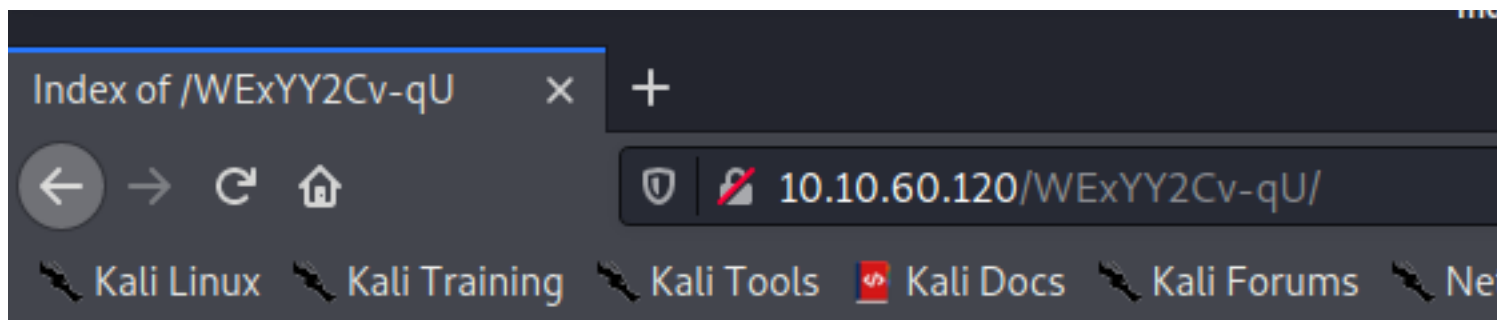 Index of /WExYY2Cv-qU
10.10.60.120/WExYY2Cv-qU/
Kali Linux Kali Training Kali Tools Kali Docs Kali Forums Ne